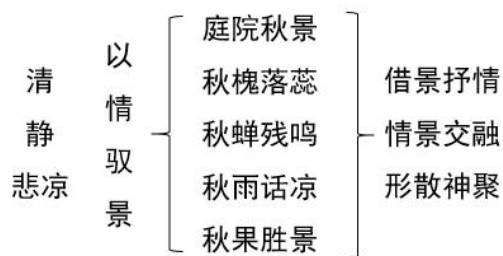 清
静
悲凉
以
情
驭
景
庭院秋景
秋槐落蕊
秋蝉残鸣
秋雨话凉
秋果胜景
借景抒情
情景交融
形散神聚